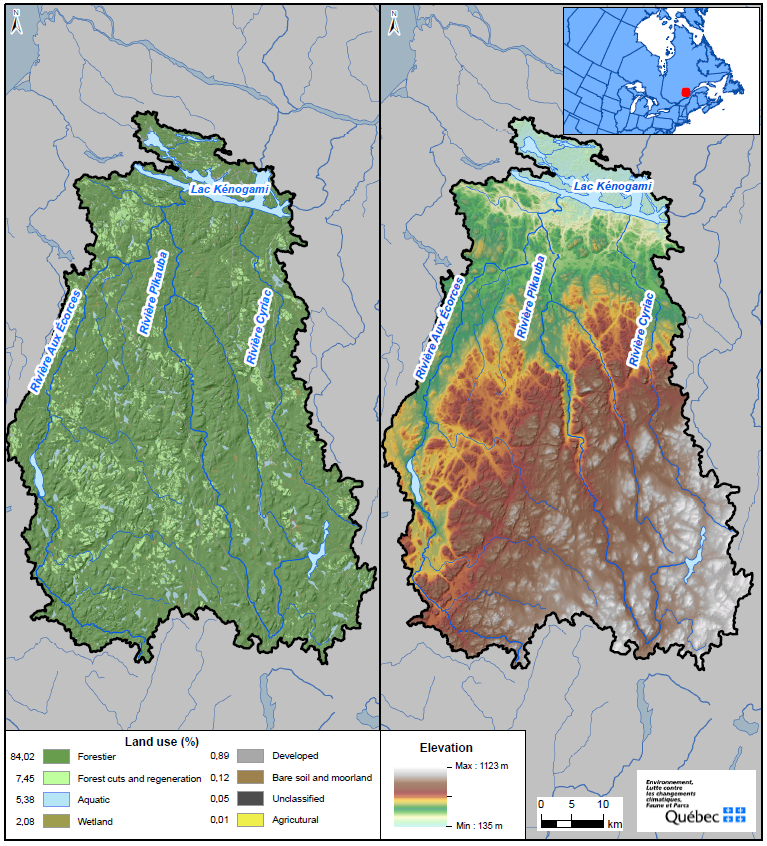 N
Lac Kénogami
Rivière Aux Écorces
Rivière Pikauba
Rivière Cyriac
Land use (%)
84,02 Forestier
7,45 Forest cuts and regeneration
5,38 Aquatic
2,08 Wetland
0,89 Developed
0,12 Bare soil and moorland
0,05 Unclassified
0,01 Agricutural
N
Lac Kénogami
Rivière Aux Écorces
Rivière Pikauba
Rivière Cyriac
Elevation
Max : 1123 m
Min : 135 m
0 5 10
km
Environnement,
Lutte contre
les changements
climatiques,
Faune et Parcs
Québec